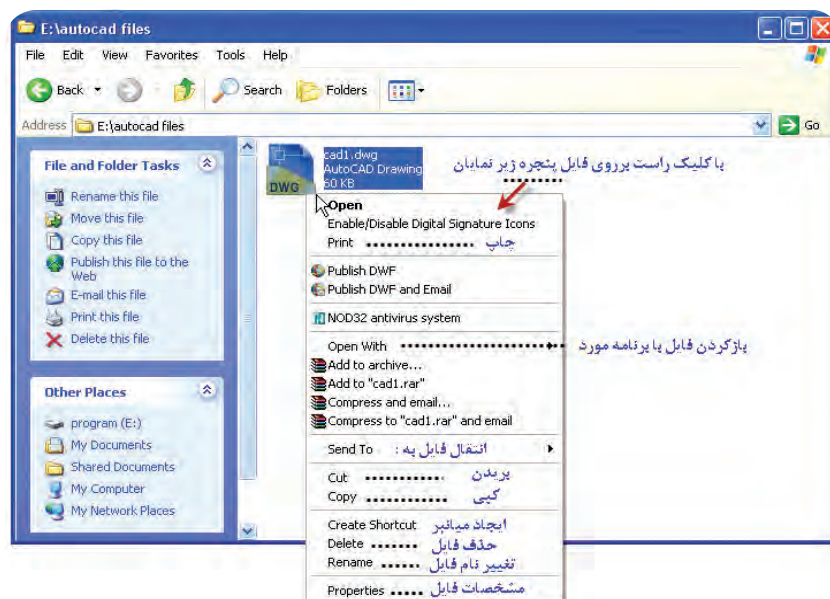 E:\autocad files
File Edit View Favorites Tools Help
Back Search Folders
Address E:\autocad files Go
File and Folder Tasks
Rename this file
Move this file
Copy this file
Publish this file to the
Web
E-mail this file
Print this file
Delete this file
Other Places
program (E:)
My Documents
Shared Documents
My Computer
My Network Places
cad1.dwg
AutoCAD Drawing
60 KB
DWG
با کلیک راست برروی فایل پنجره زیر نمایان
Open
Enable/Disable Digital Signature Icons
Print ................ چاپ
Publish DWF
Publish DWF and Email
NOD32 antivirus system
Open With .................... بازکردن فایل با برنامه مورد
Add to archive...
Add to "cad1.rar"
Compress and email...
Compress to "cad1.rar" and email
Send To انتقال فایل به :
Cut ............ بریدن
Copy ............ کپی
Create Shortcut ایجاد میانبر
Delete ....... حذف فایل
Rename ...... تغییر نام فایل
Properties ..... مشخصات فایل